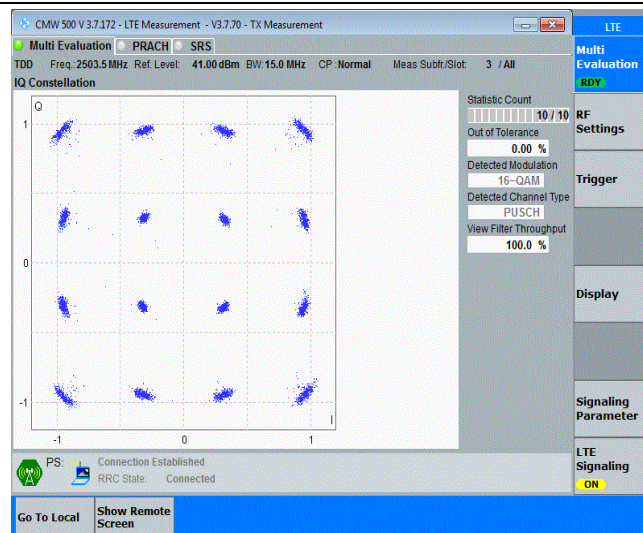 CMW 500 V 3.7.172 - LTE Measurement - V3.7.70 - TX Measurement
LTE
Multi Evaluation PRACH SRS
TDD Freq.:2503.5 MHz Ref. Level: 41.00 dBm BW:15.0 MHz CP :Normal Meas Subfr./Slot: 3 / All
IQ Constellation
Q
1
0
-1
-1 0 1
I
Statistic Count
10 / 10
Out of Tolerance
0.00 %
Detected Modulation
16-QAM
Detected Channel Type
PUSCH
View Filter Throughput
100.0 %
Multi
Evaluation
RDY
RF
Settings
Trigger
Display
Signaling
Parameter
LTE
Signaling
ON
PS: Connection Established
RRC State: Connected
Go To Local
Show Remote
Screen